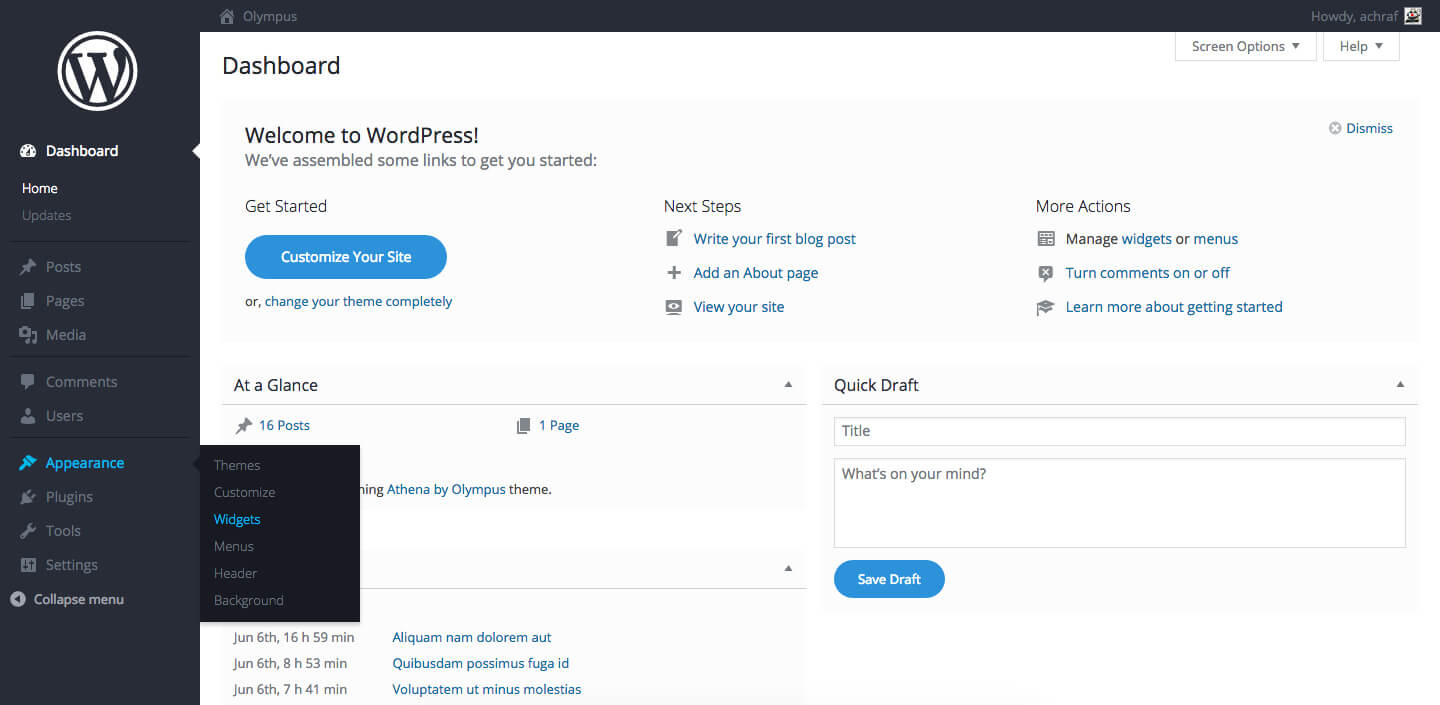 Olympus
Howdy, achraf
Screen Options
Help
Dashboard
Dashboard
Home
Updates
Posts
Pages
Media
Comments
Users
Appearance
Plugins
Tools
Settings
Collapse menu
Themes
Customize
Widgets
Menus
Header
Background
Welcome to WordPress!
Dismiss
We've assembled some links to get you started:
Get Started
Customize Your Site
or, change your theme completely
Next Steps
Write your first blog post
Add an About page
View your site
More Actions
Manage widgets or menus
Turn comments on or off
Learn more about getting started
At a Glance
16 Posts
1 Page
Athena by Olympus theme.
Jun 6th, 16 h 59 min
Aliquam nam dolorem aut
Jun 6th, 8 h 53 min
Quibusdam possimus fuga id
Jun 6th, 7 h 41 min
Voluptatem ut minus molestias
Quick Draft
Title
What's on your mind?
Save Draft